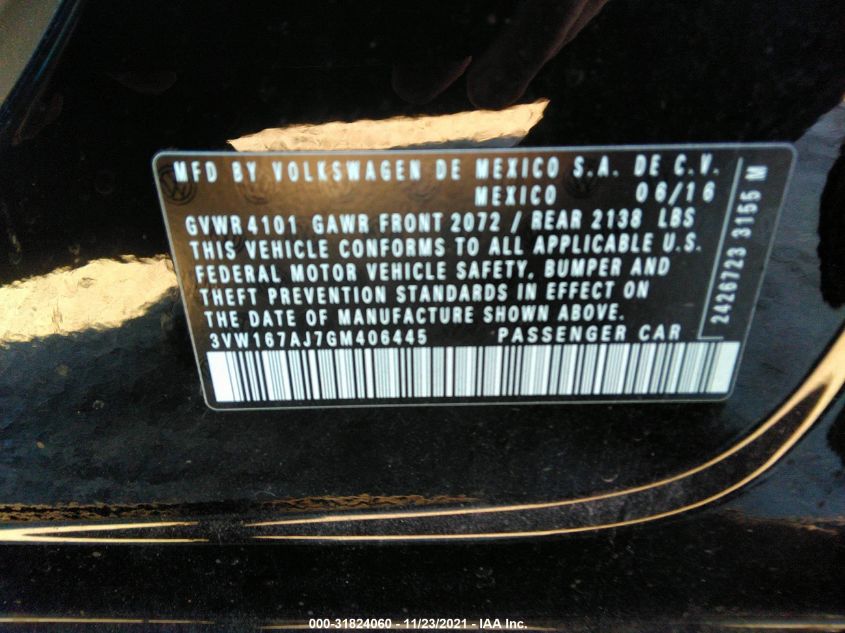 MFD BY VOLKSWAGEN DE MEXICO S.A. DE C.V.
MEXICO 06/16
GVWR 4101 GAWR FRONT 2072 / REAR 2138 LBS
THIS VEHICLE CONFORMS TO ALL APPLICABLE U.S.
FEDERAL MOTOR VEHICLE SAFETY, BUMPER AND
THEFT PREVENTION STANDARDS IN EFFECT ON
THE DATE OF MANUFACTURE SHOWN ABOVE.
3VW167AJ7GM406445 PASSENGER CAR
2426723 3155 M
000-31824060 - 11/23/2021 - IAA Inc.